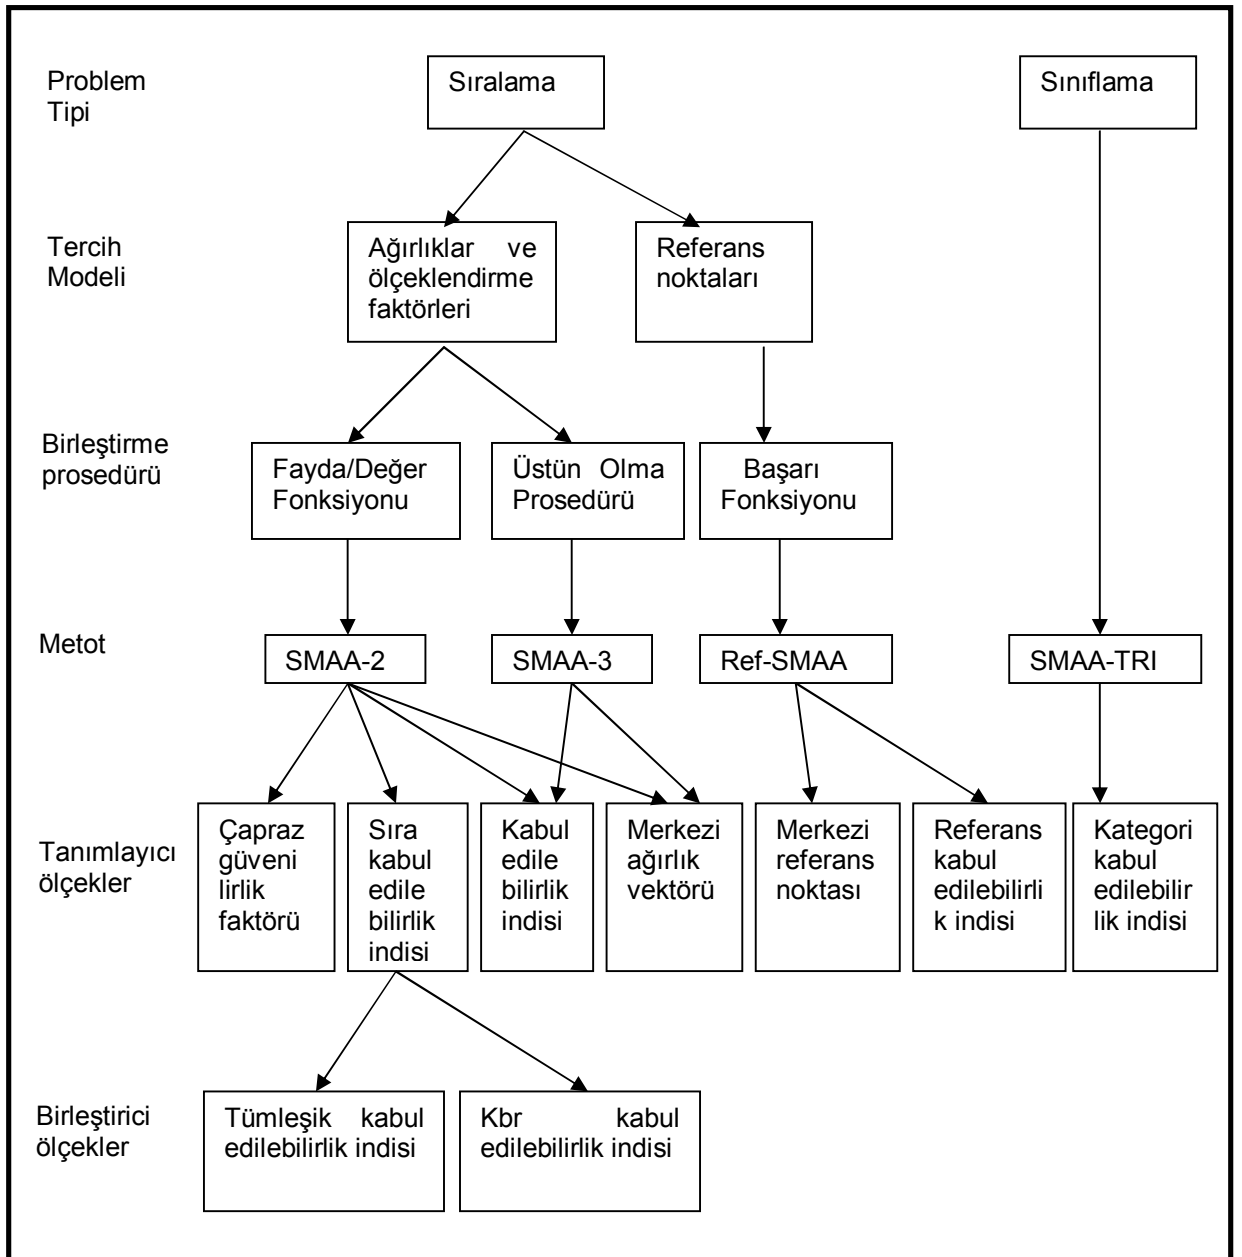 Problem
Tipi
Sıralama
Sınıflama
Tercih
Modeli
Ağırlıklar ve
ölçeklendirme
faktörleri
Referans
noktaları
Birleştirme
prosedürü
Fayda/Değer
Fonksiyonu
Üstün Olma
Prosedürü
Başarı
Fonksiyonu
Metot
SMAA-2
SMAA-3
Ref-SMAA
SMAA-TRI
Tanımlayıcı
ölçekler
Çapraz
güveni
lirlik
faktörü
Sıra
kabul
edile
bilirlik
indisi
Kabul
edile
bilirlik
indisi
Merkezi
ağırlık
vektörü
Merkezi
referans
noktası
Referans
kabul
edilebilirli
k indisi
Kategori
kabul
edilebilir
lik indisi
Birleştirici
ölçekler
Tümleşik kabul
edilebilirlik indisi
Kbr kabul
edilebilirlik indisi